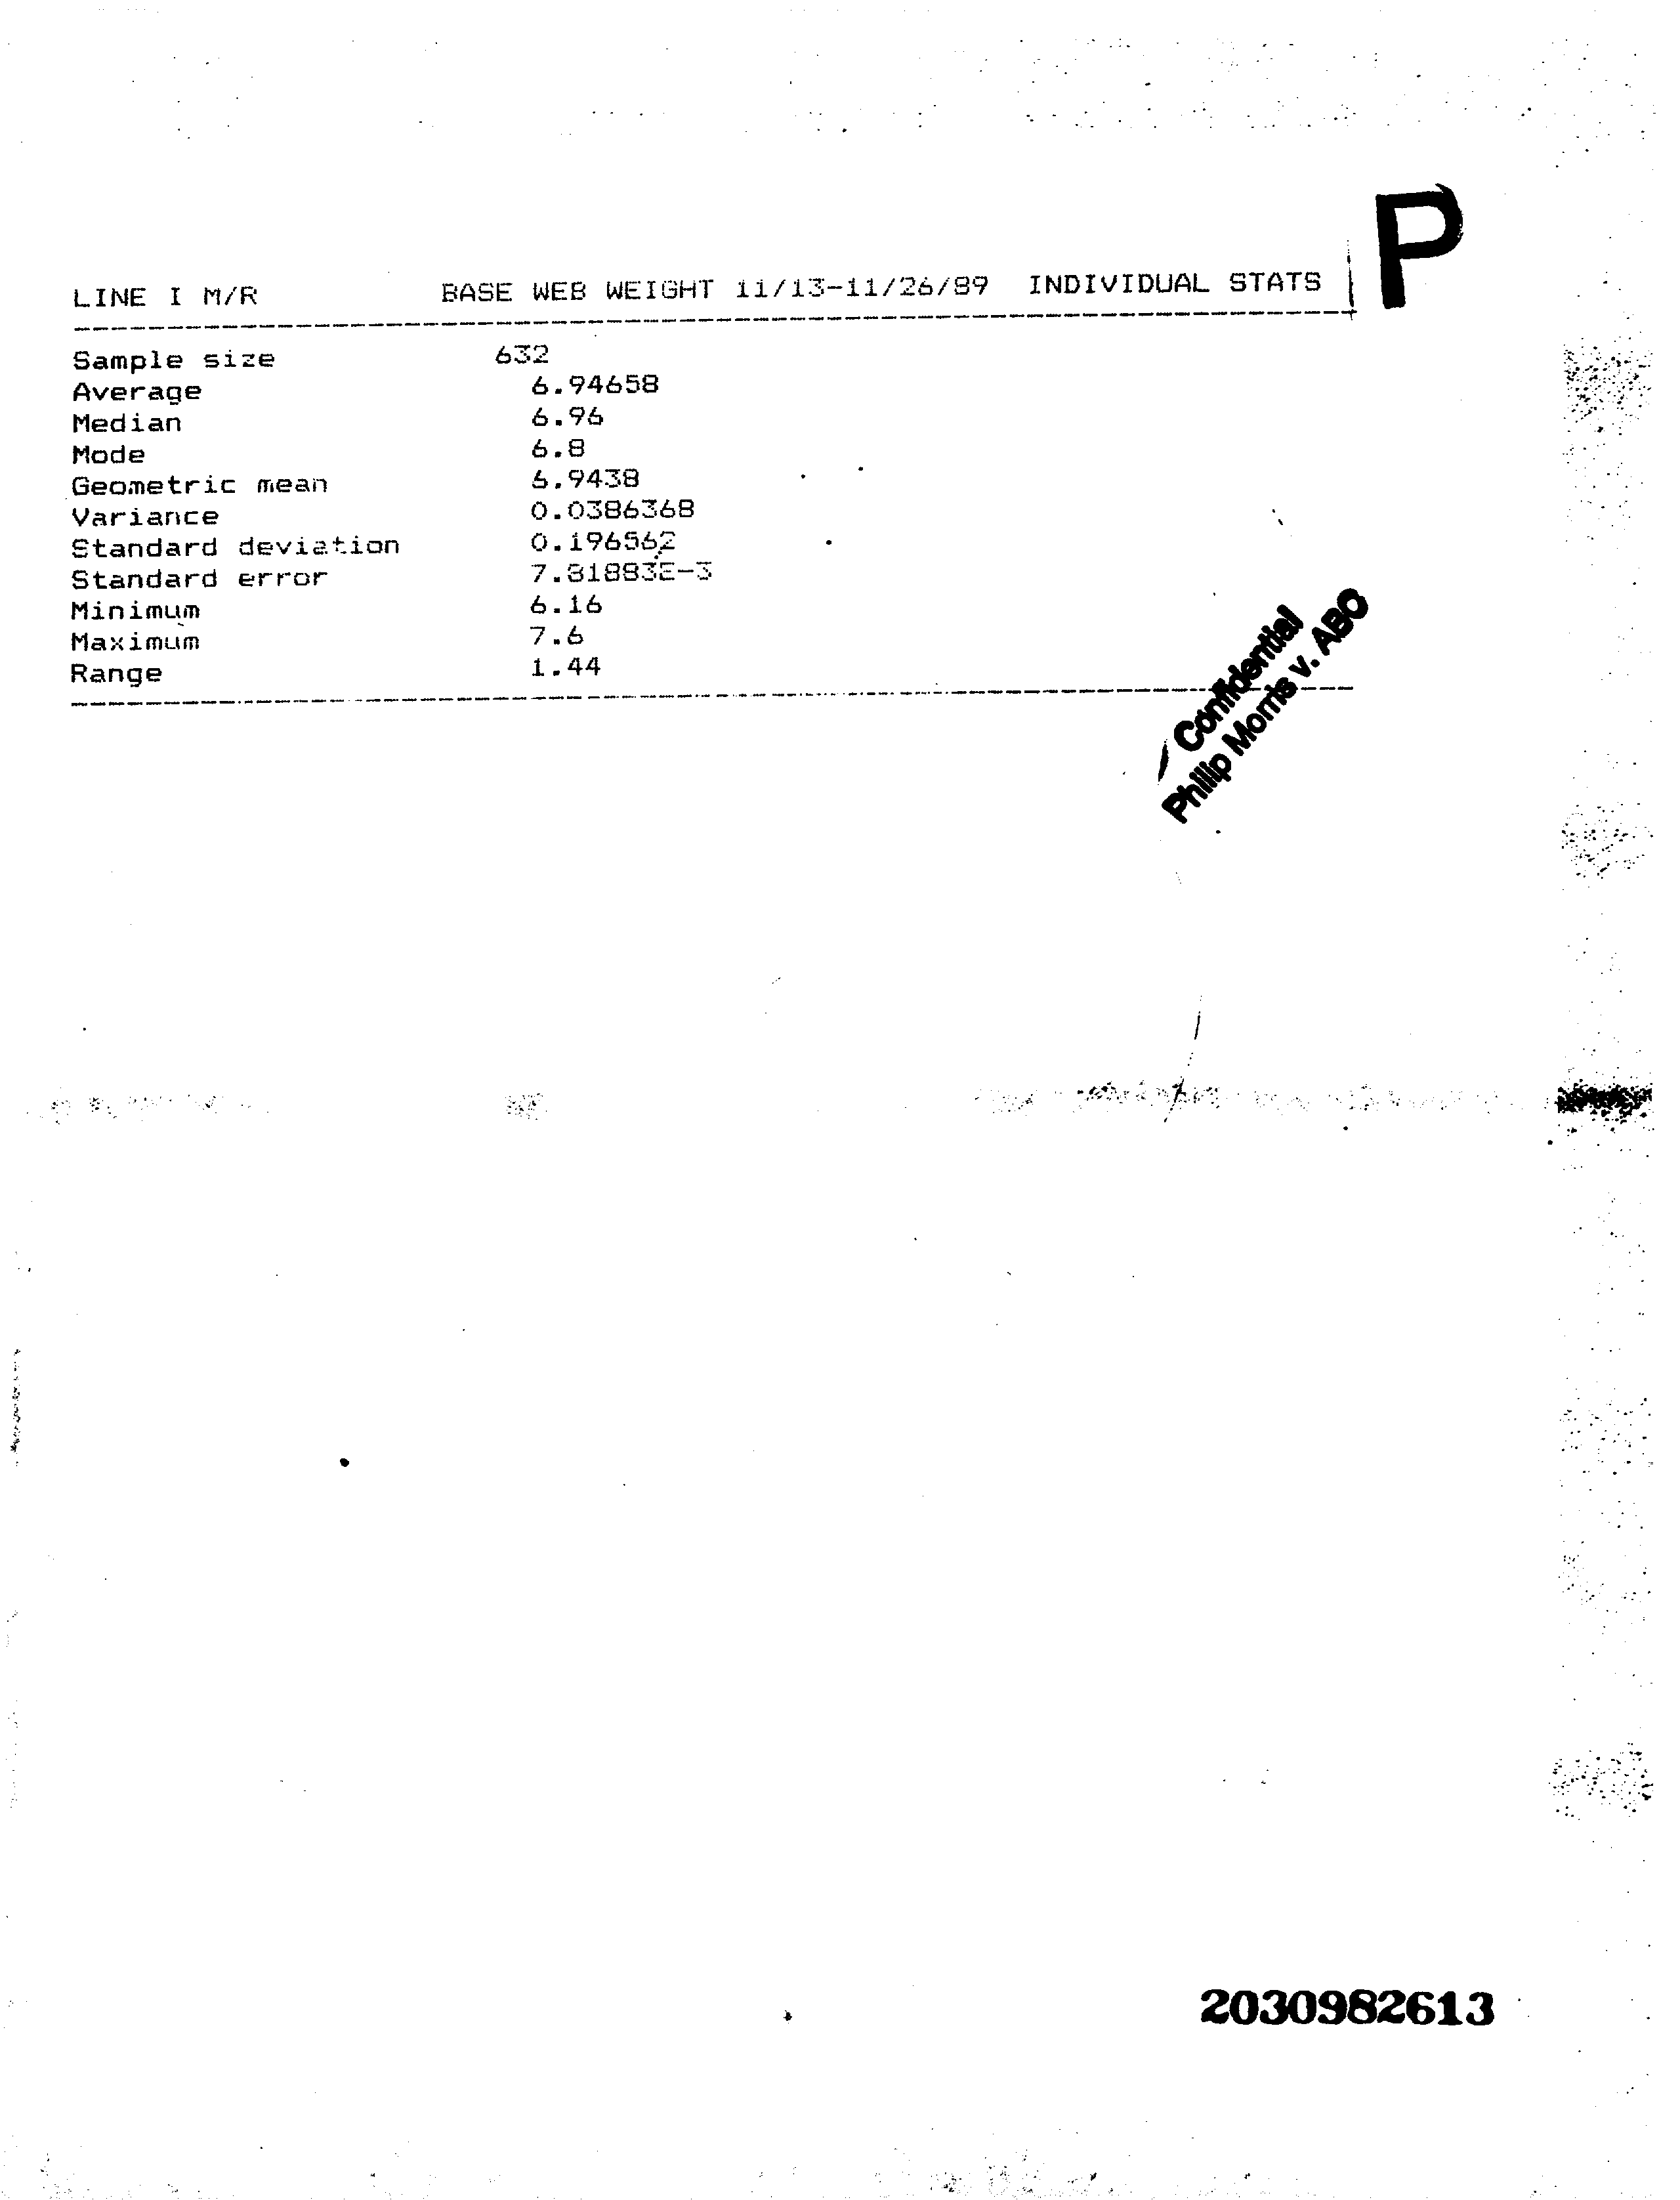 P
LINE I M/R BASE WEB WEIGHT 11/13-11/26/89 INDIVIDUAL STATS
Sample size 632
Average 6.94658
Median 6.96
Mode 6.8
Geometric mean 6.9438
Variance 0.0386368
Standard deviation 0.196562
Standard error 7.81883E-3
Minimum 6.16
Maximum 7.6
Range 1.44
Confidential
Philip Morris v. ABC
2030982613